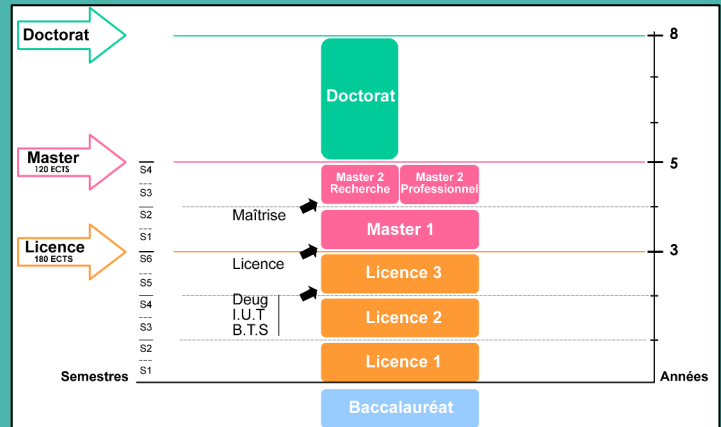 Doctorat
8
Doctorat
Master
120 ECTS
5
S4
Master 2
Recherche
Master 2
Professionnel
S3
S2
Maîtrise
Master 1
S1
Licence
180 ECTS
3
S6
Licence
Licence 3
S5
S4
Deug
I.U.T
B.T.S
Licence 2
S3
S2
Licence 1
S1
Semestres
Années
Baccalauréat